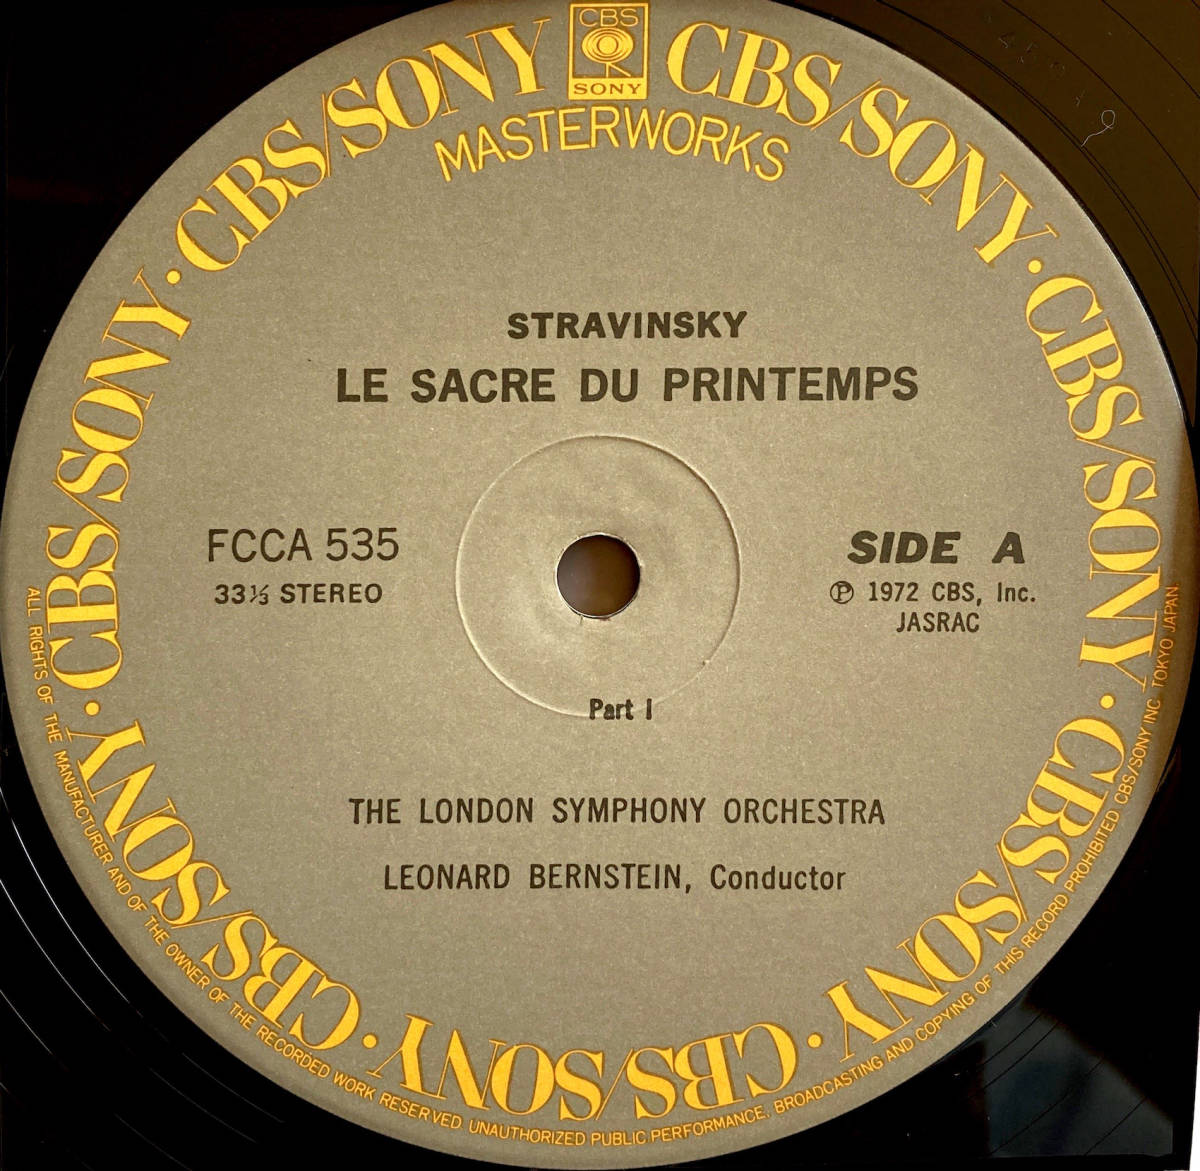 CBS
SONY
CBS/SONY · CBS/SONY · CBS/SONY · CBS/SONY · CBS/SONY · CBS/SONY · CBS/SONY · CBS/SONY
MASTERWORKS
STRAVINSKY
LE SACRE DU PRINTEMPS
FCCA 535
33⅓ STEREO
SIDE A
Ⓟ 1972 CBS, Inc.
JASRAC
Part I
THE LONDON SYMPHONY ORCHESTRA
LEONARD BERNSTEIN, Conductor
ALL RIGHTS OF THE MANUFACTURER AND OF THE OWNER OF THE RECORDED WORK RESERVED. UNAUTHORIZED PUBLIC PERFORMANCE, BROADCASTING AND COPYING OF THIS RECORD PROHIBITED CBS/SONY INC. TOKYO JAPAN